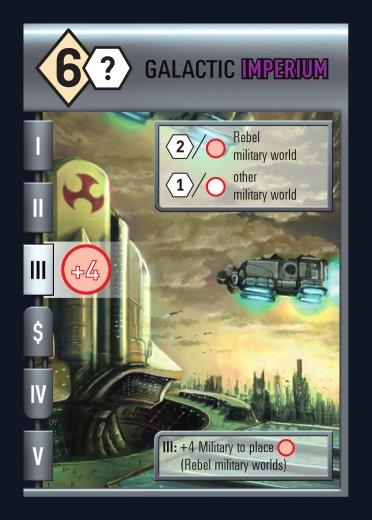 6 ? GALACTIC IMPERIUM
I
2 / Rebel
military world
1 / other
military world
II
III +4
$
IV
V
III: +4 Military to place
(Rebel military worlds)